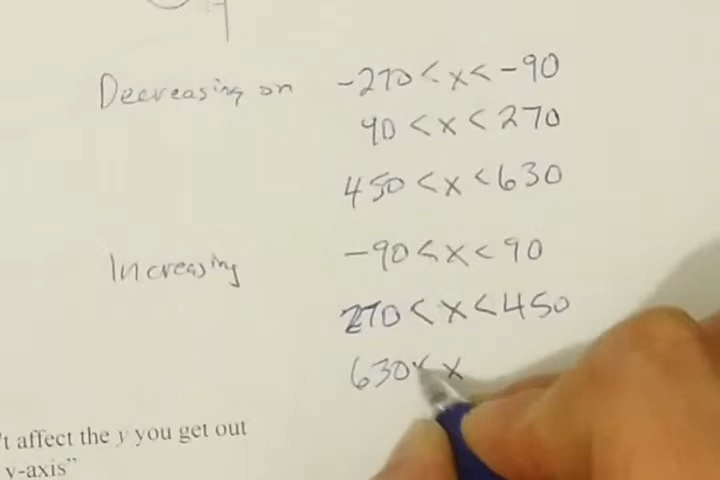 Decreasing on -270 < x < -90
90 < x < 270
450 < x < 630
Increasing -90 < x < 90
270 < x < 450
630 < x
't affect the y you get out
y-axis"